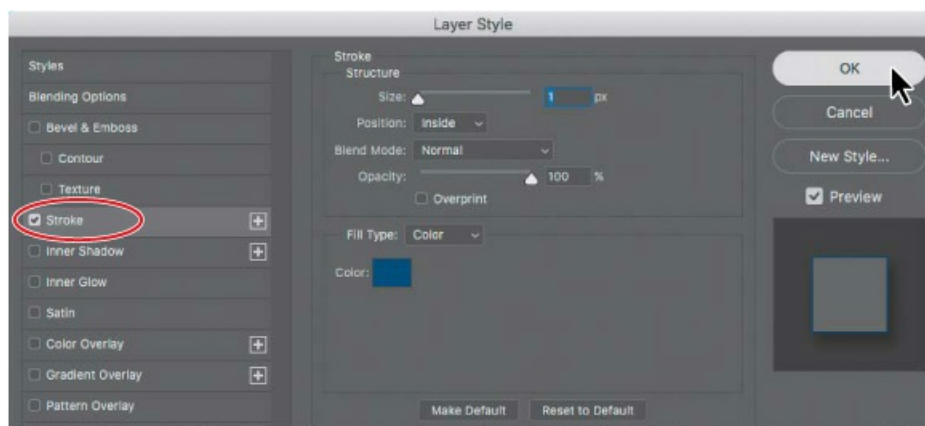 Layer Style
Styles
Blending Options
Bevel & Emboss
Contour
Texture
Stroke
Inner Shadow
Inner Glow
Satin
Color Overlay
Gradient Overlay
Pattern Overlay
Stroke
Structure
Size: 1 px
Position: Inside
Blend Mode: Normal
Opacity: 100 %
Overprint
Fill Type: Color
Color:
Make Default Reset to Default
OK
Cancel
New Style...
Preview